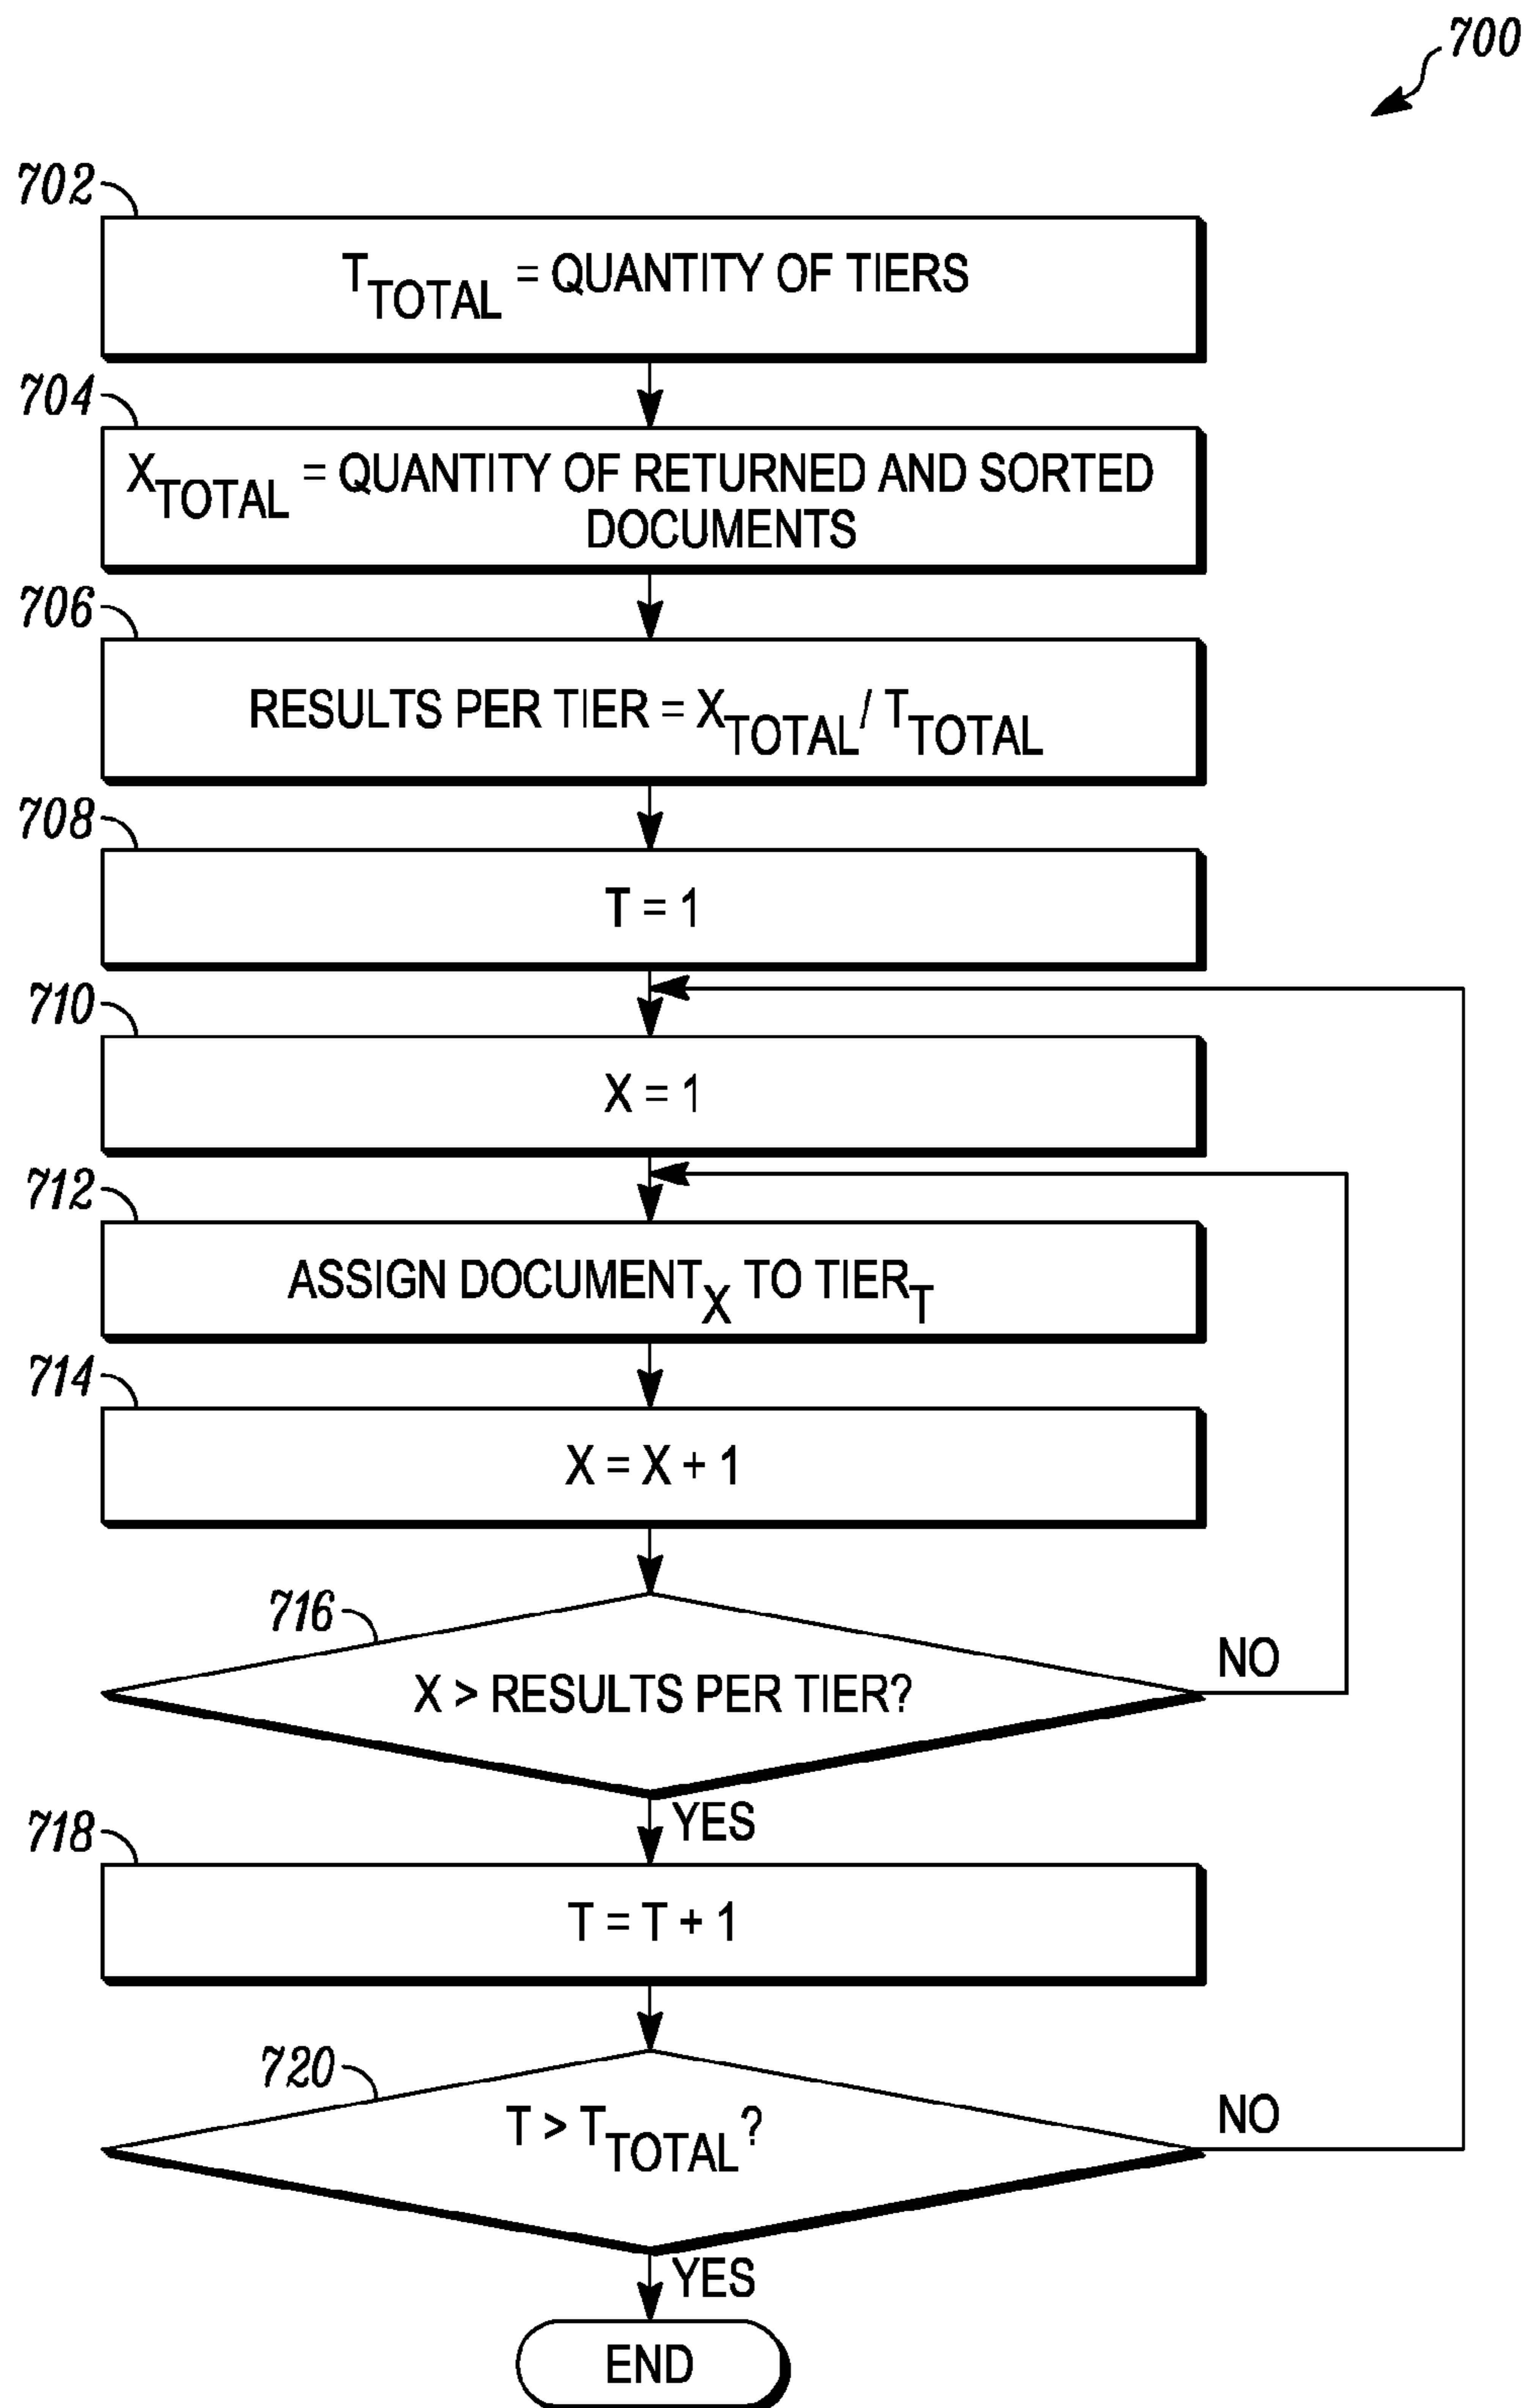 700
702
T_TOTAL = QUANTITY OF TIERS
704
X_TOTAL = QUANTITY OF RETURNED AND SORTED
DOCUMENTS
706
RESULTS PER TIER = X_TOTAL / T_TOTAL
708
T = 1
710
X = 1
712
ASSIGN DOCUMENT_X TO TIER_T
714
X = X + 1
716
X > RESULTS PER TIER?
NO
YES
718
T = T + 1
720
T > T_TOTAL ?
NO
YES
END